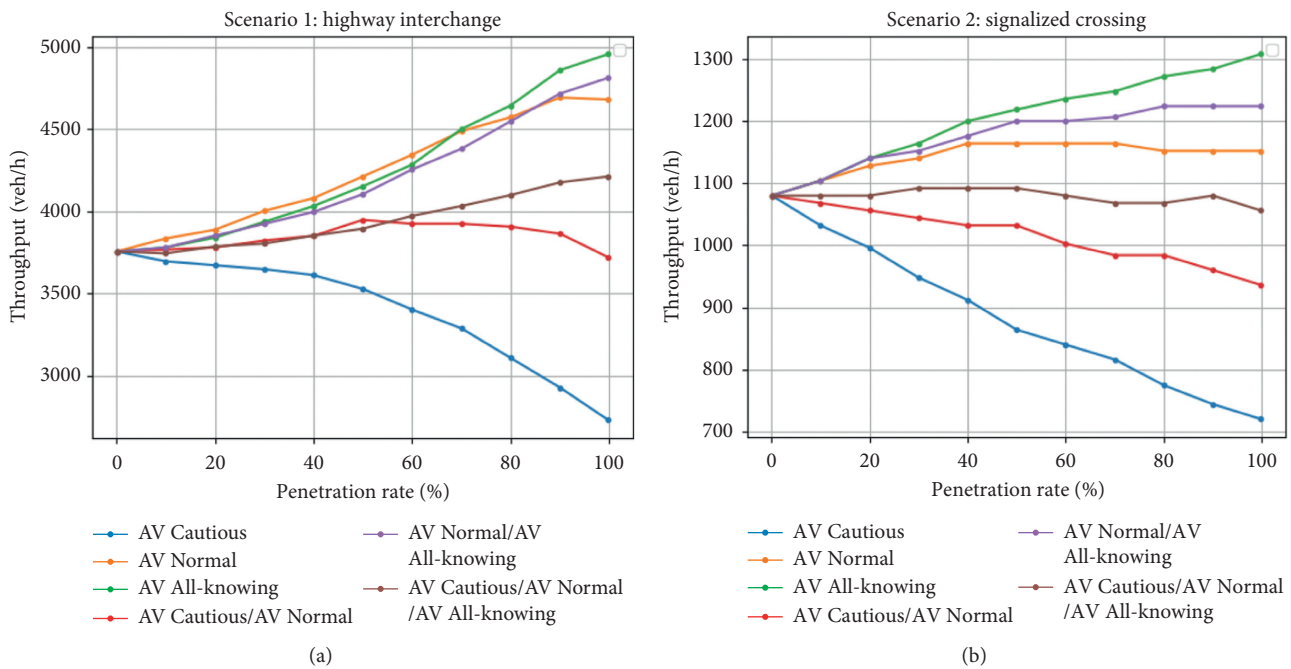 Scenario 1: highway interchange
5000
4500
4000
3500
3000
Throughput (veh/h)
0 20 40 60 80 100
Penetration rate (%)
AV Cautious
AV Normal
AV All-knowing
AV Cautious/AV Normal
AV Normal/AV
All-knowing
AV Cautious/AV Normal
/AV All-knowing
(a)
Scenario 2: signalized crossing
1300
1200
1100
1000
900
800
700
Throughput (veh/h)
0 20 40 60 80 100
Penetration rate (%)
AV Cautious
AV Normal
AV All-knowing
AV Cautious/AV Normal
AV Normal/AV
All-knowing
AV Cautious/AV Normal
/AV All-knowing
(b)